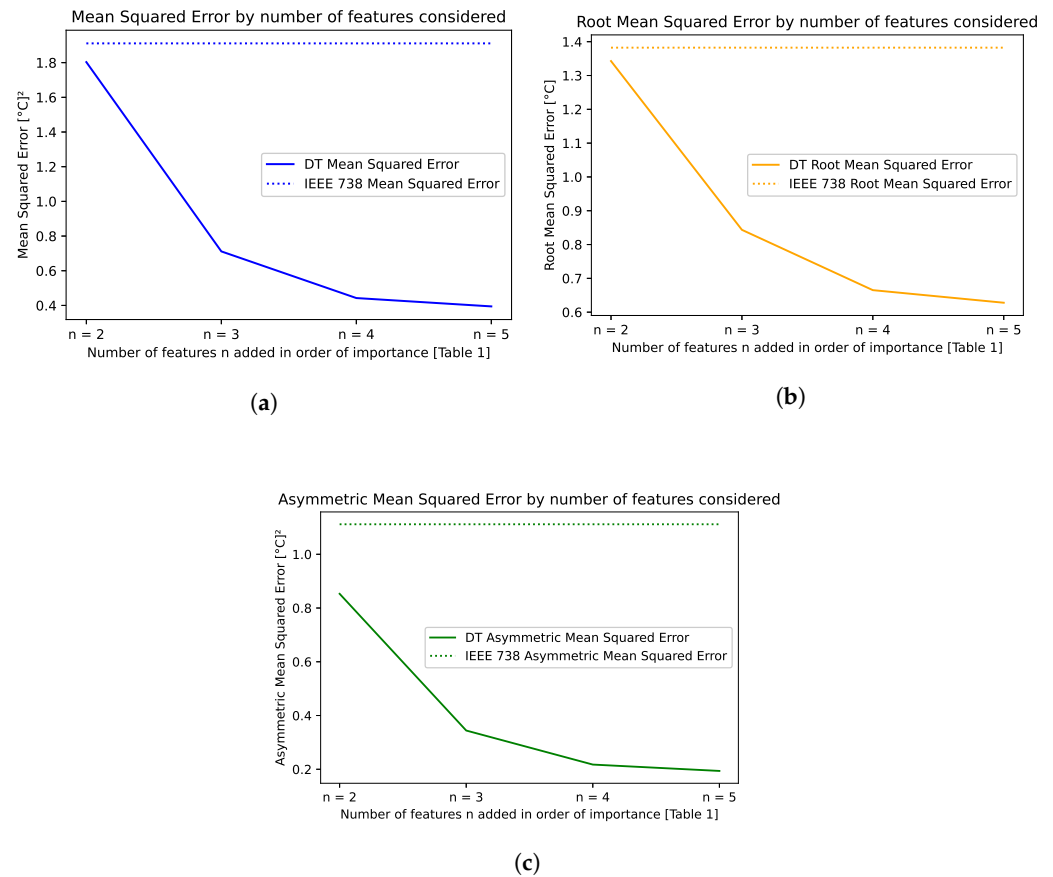 Mean Squared Error by number of features considered
Mean Squared Error [°C]²
1.8
1.6
1.4
1.2
1.0
0.8
0.6
0.4
DT Mean Squared Error
IEEE 738 Mean Squared Error
n = 2 n = 3 n = 4 n = 5
Number of features n added in order of importance [Table 1]
(a)
Root Mean Squared Error by number of features considered
Root Mean Squared Error [°C]
1.4
1.3
1.2
1.1
1.0
0.9
0.8
0.7
0.6
DT Root Mean Squared Error
IEEE 738 Root Mean Squared Error
n = 2 n = 3 n = 4 n = 5
Number of features n added in order of importance [Table 1]
(b)
Asymmetric Mean Squared Error by number of features considered
Asymmetric Mean Squared Error [°C]²
1.0
0.8
0.6
0.4
0.2
DT Asymmetric Mean Squared Error
IEEE 738 Asymmetric Mean Squared Error
n = 2 n = 3 n = 4 n = 5
Number of features n added in order of importance [Table 1]
(c)